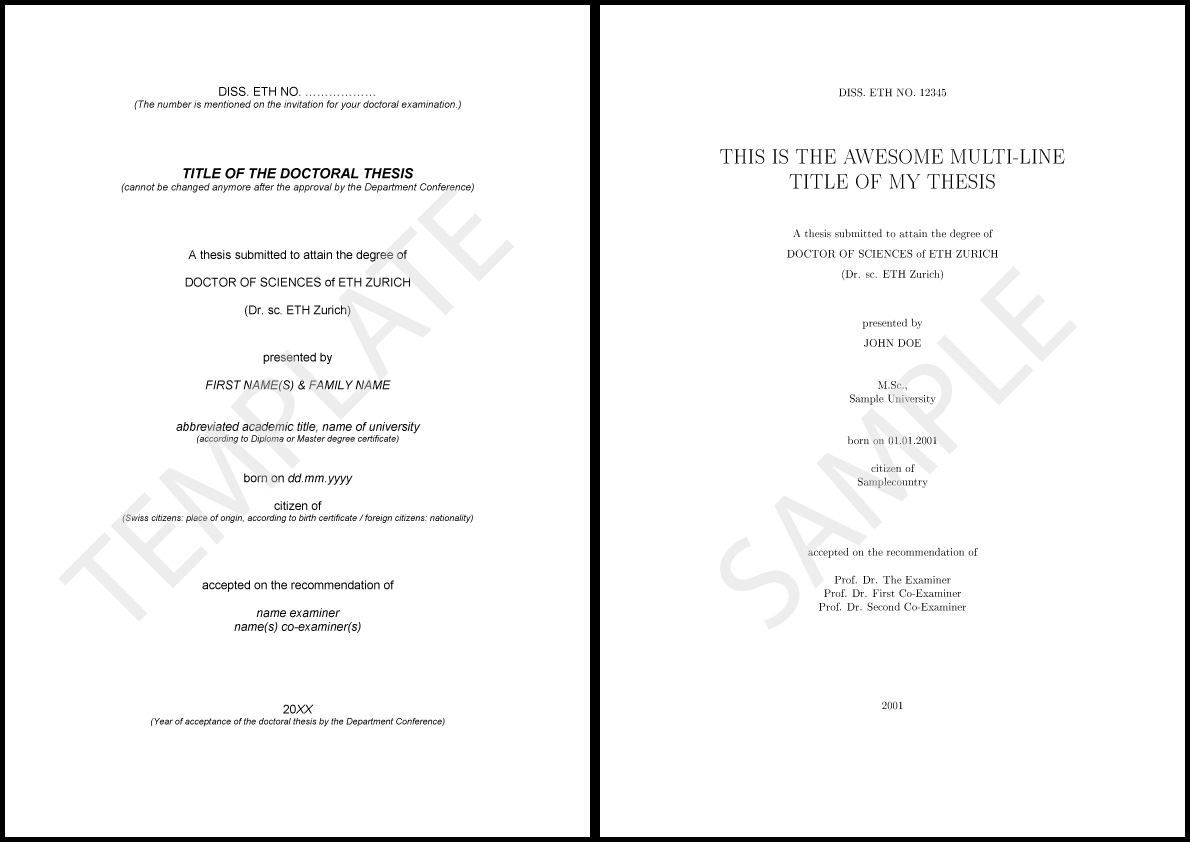 DISS. ETH NO. ………………
(The number is mentioned on the invitation for your doctoral examination.)
TITLE OF THE DOCTORAL THESIS
(cannot be changed anymore after the approval by the Department Conference)
A thesis submitted to attain the degree of
DOCTOR OF SCIENCES of ETH ZURICH
(Dr. sc. ETH Zurich)
presented by
FIRST NAME(S) & FAMILY NAME
abbreviated academic title, name of university
(according to Diploma or Master degree certificate)
born on dd.mm.yyyy
citizen of
(Swiss citizens: place of origin, according to birth certificate / foreign citizens: nationality)
accepted on the recommendation of
name examiner
name(s) co-examiner(s)
20XX
(Year of acceptance of the doctoral thesis by the Department Conference)
TEMPLATE
DISS. ETH NO. 12345
THIS IS THE AWESOME MULTI-LINE
TITLE OF MY THESIS
A thesis submitted to attain the degree of
DOCTOR OF SCIENCES of ETH ZURICH
(Dr. sc. ETH Zurich)
presented by
JOHN DOE
M.Sc.,
Sample University
born on 01.01.2001
citizen of
Samplecountry
accepted on the recommendation of
Prof. Dr. The Examiner
Prof. Dr. First Co-Examiner
Prof. Dr. Second Co-Examiner
2001
SAMPLE